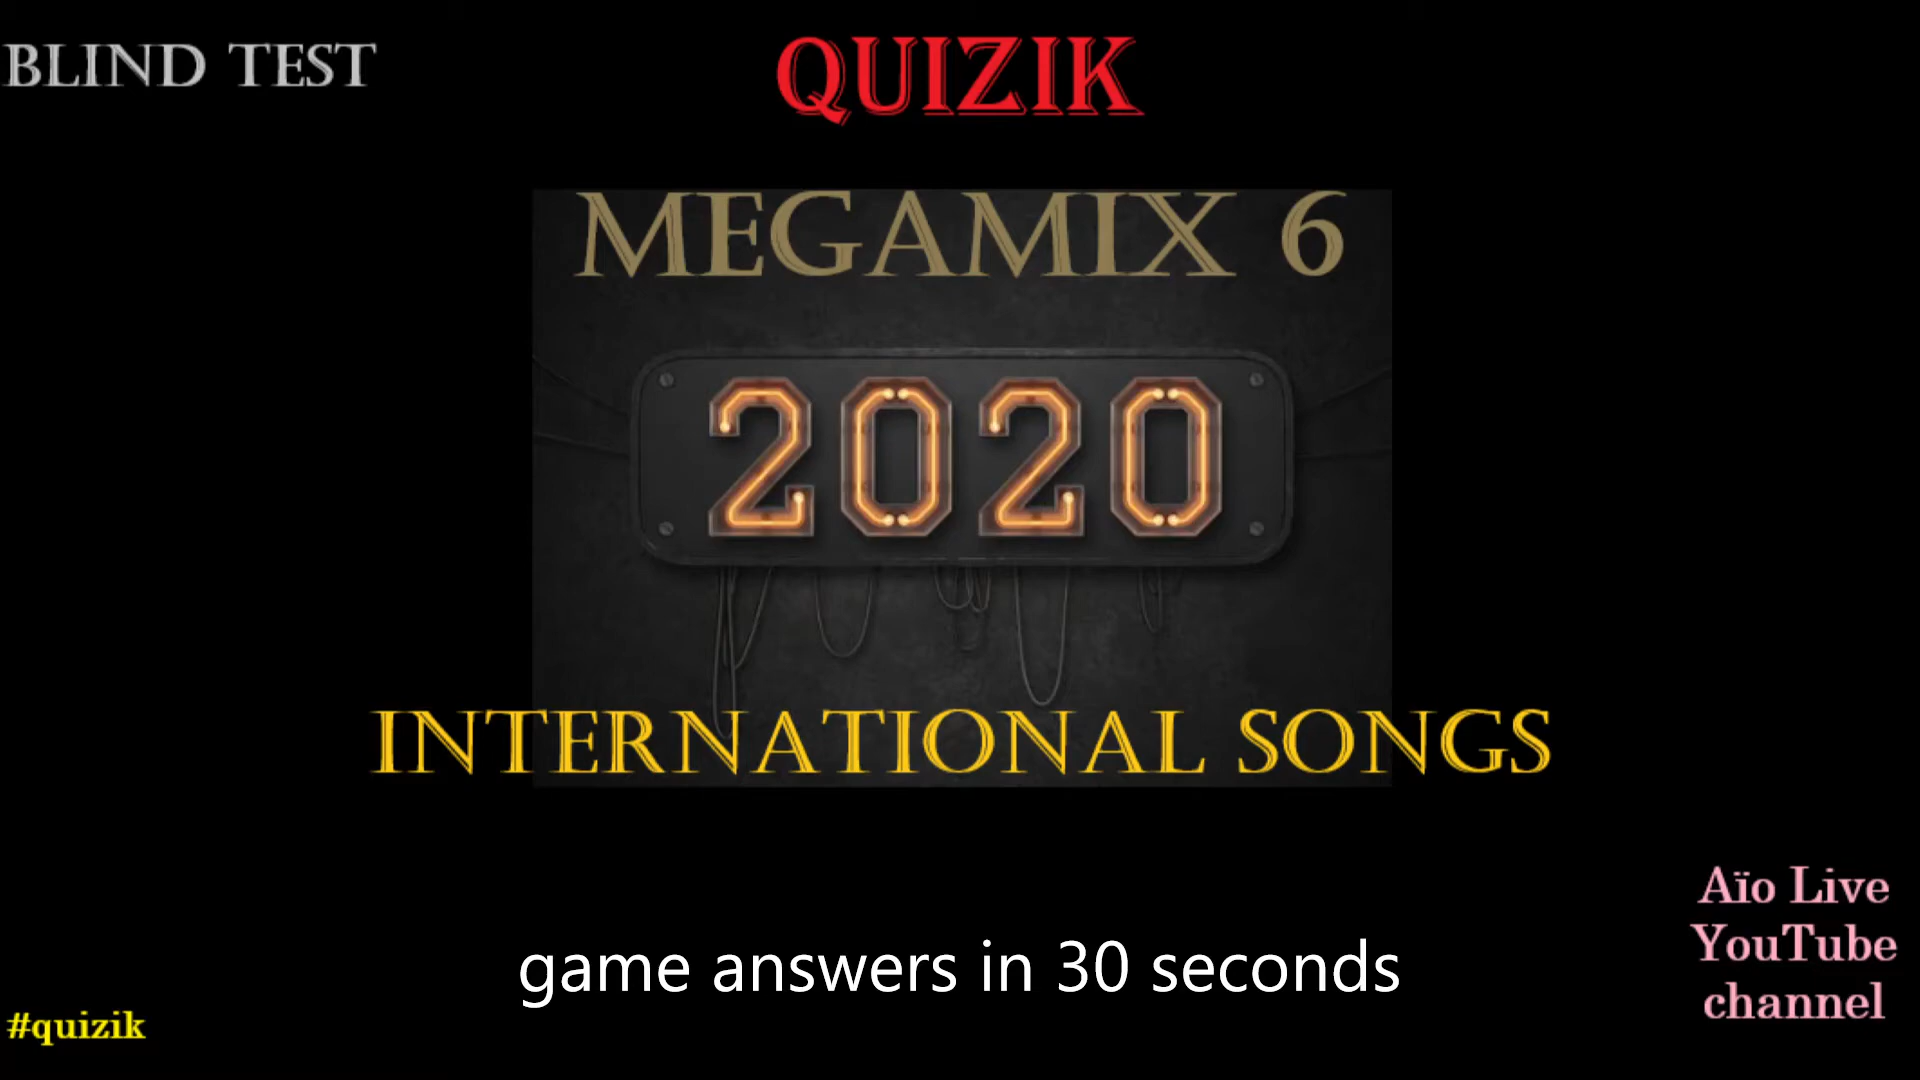 BLIND TEST
QUIZIK
MEGAMIX 6
2020
INTERNATIONAL SONGS
Aïo Live
YouTube
channel
game answers in 30 seconds
#quizik